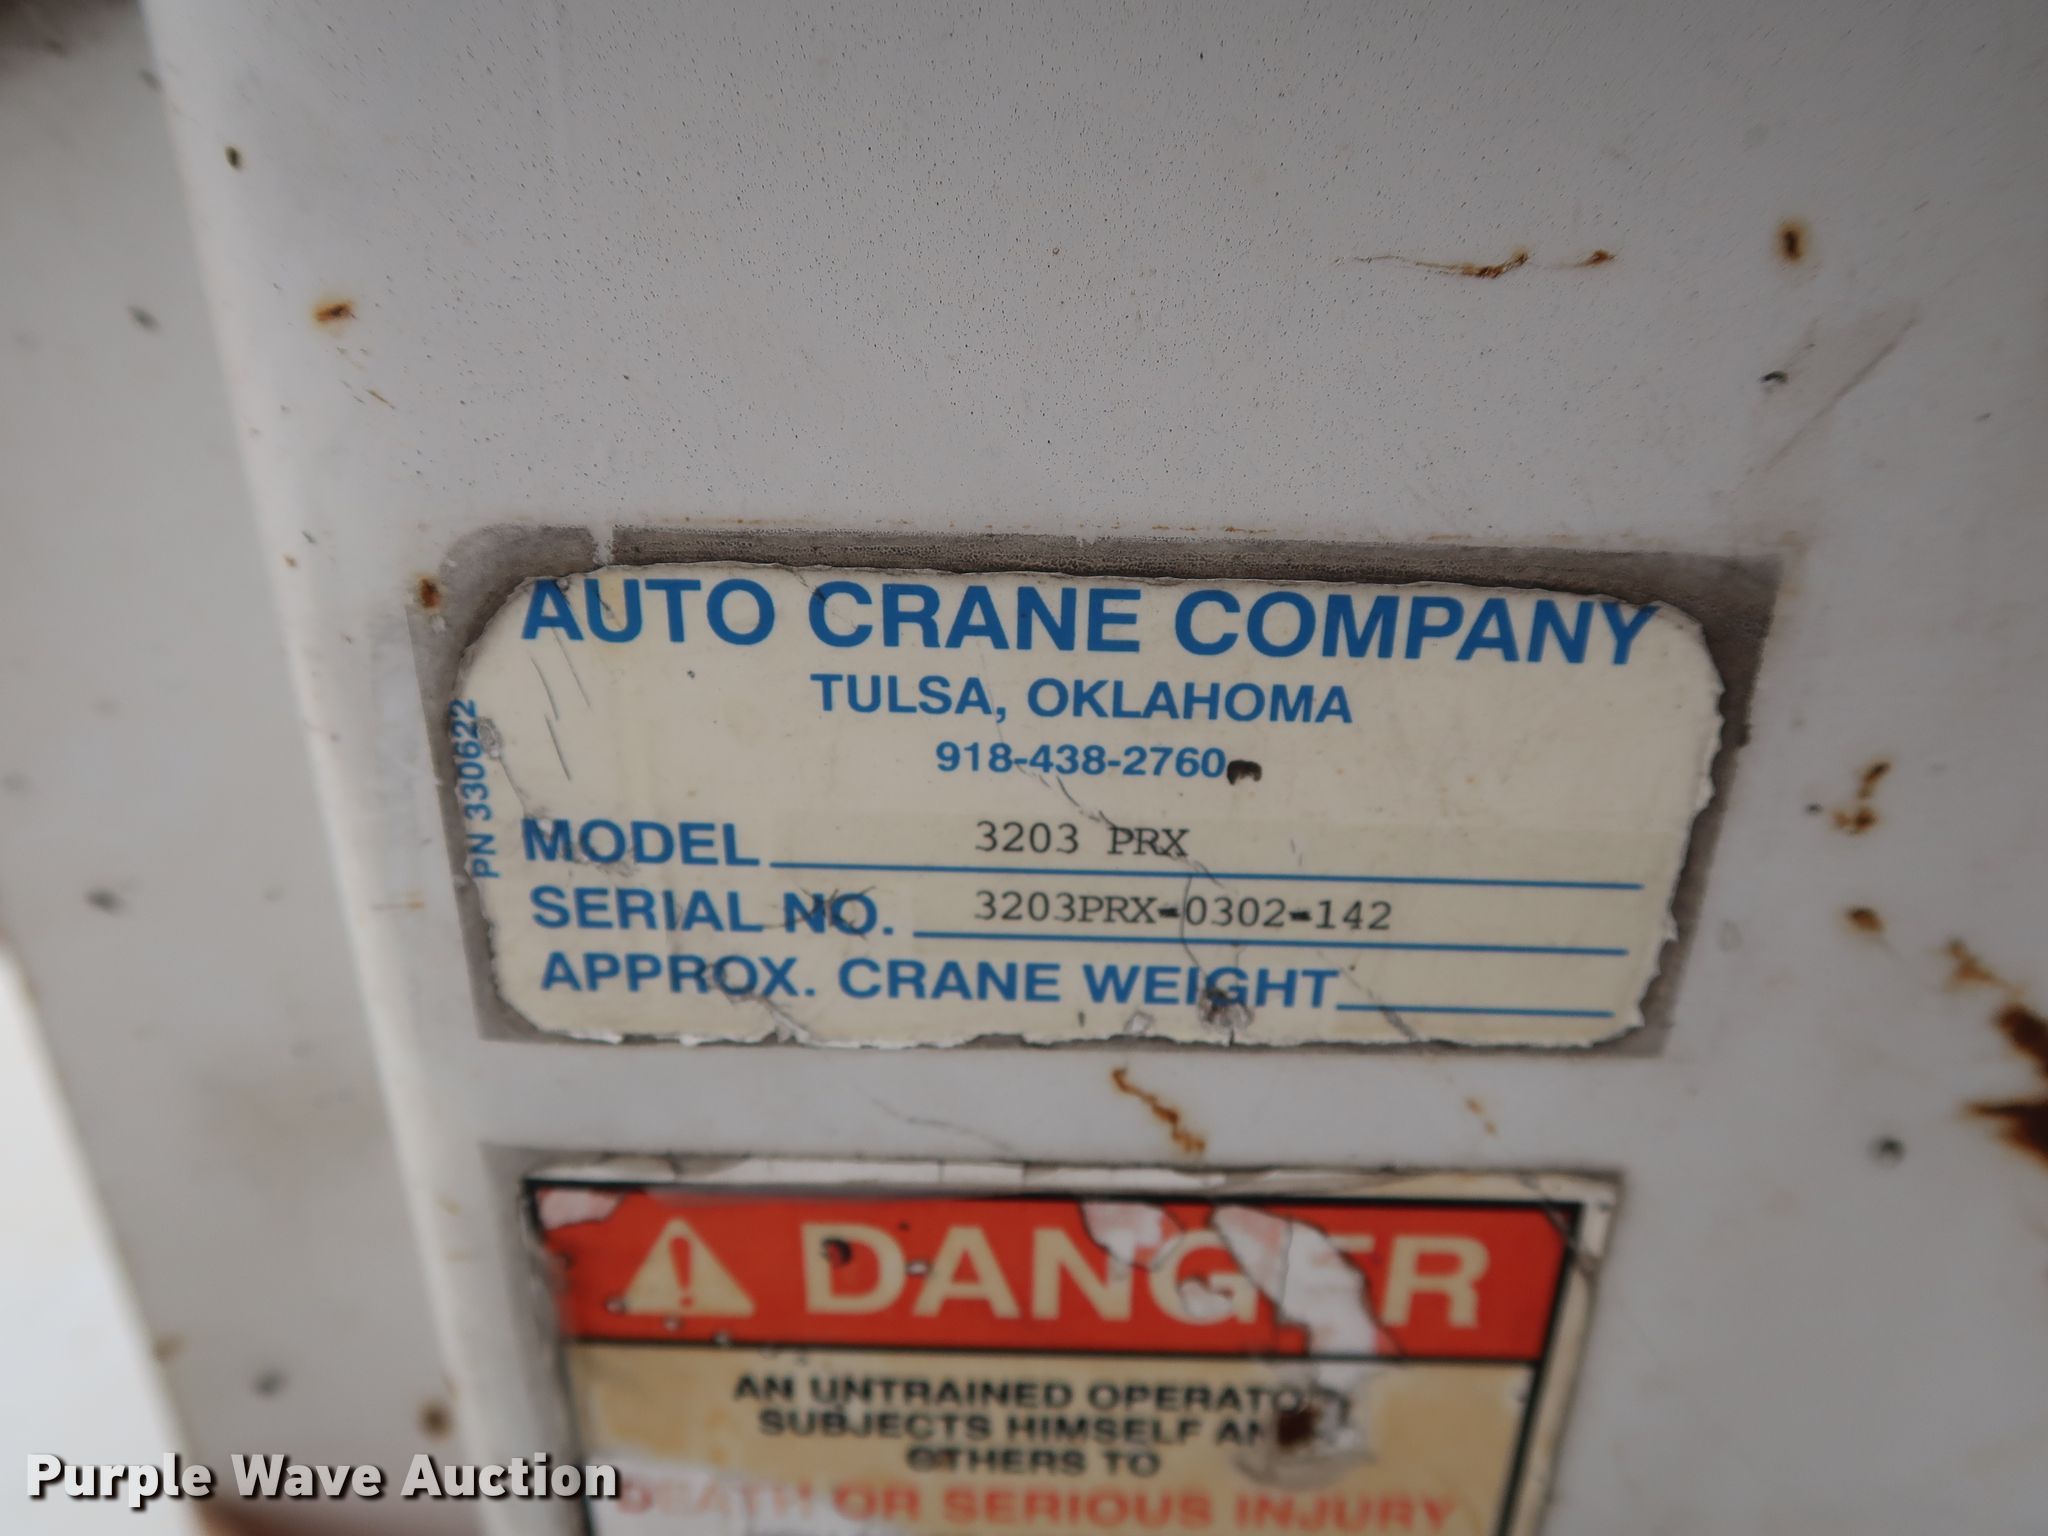 AUTO CRANE COMPANY
TULSA, OKLAHOMA
918-438-2760
PN 330622
MODEL 3203 PRX
SERIAL NO. 3203PRX-0302-142
APPROX. CRANE WEIGHT
DANGER
AN UNTRAINED OPERATOR
SUBJECTS HIMSELF AND
OTHERS TO
DEATH OR SERIOUS INJURY
Purple Wave Auction